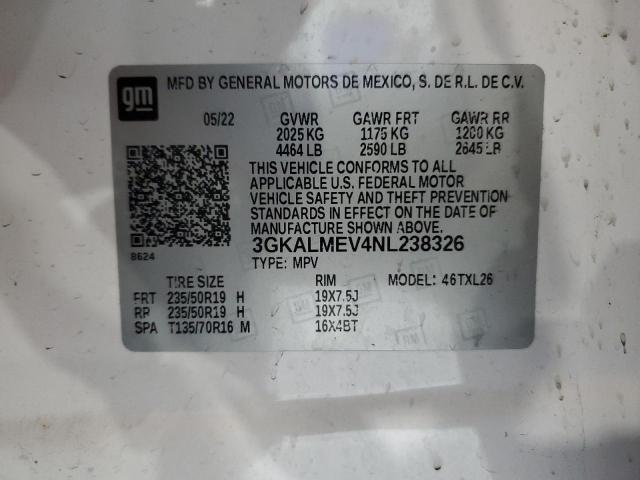 gm
MFD BY GENERAL MOTORS DE MEXICO, S. DE R.L. DE C.V.
05/22 GVWR GAWR FRT GAWR RR
2025 KG 1175 KG 1200 KG
4464 LB 2590 LB 2645 LB
THIS VEHICLE CONFORMS TO ALL
APPLICABLE U.S. FEDERAL MOTOR
VEHICLE SAFETY AND THEFT PREVENTION
STANDARDS IN EFFECT ON THE DATE OF
MANUFACTURE SHOWN ABOVE.
3GKALMEV4NL238326
8624
TYPE: MPV
TIRE SIZE RIM MODEL: 46TXL26
FRT 235/50R19 H 19X7.5J
RR 235/50R19 H 19X7.5J
SPA T135/70R16 M 16X4BT